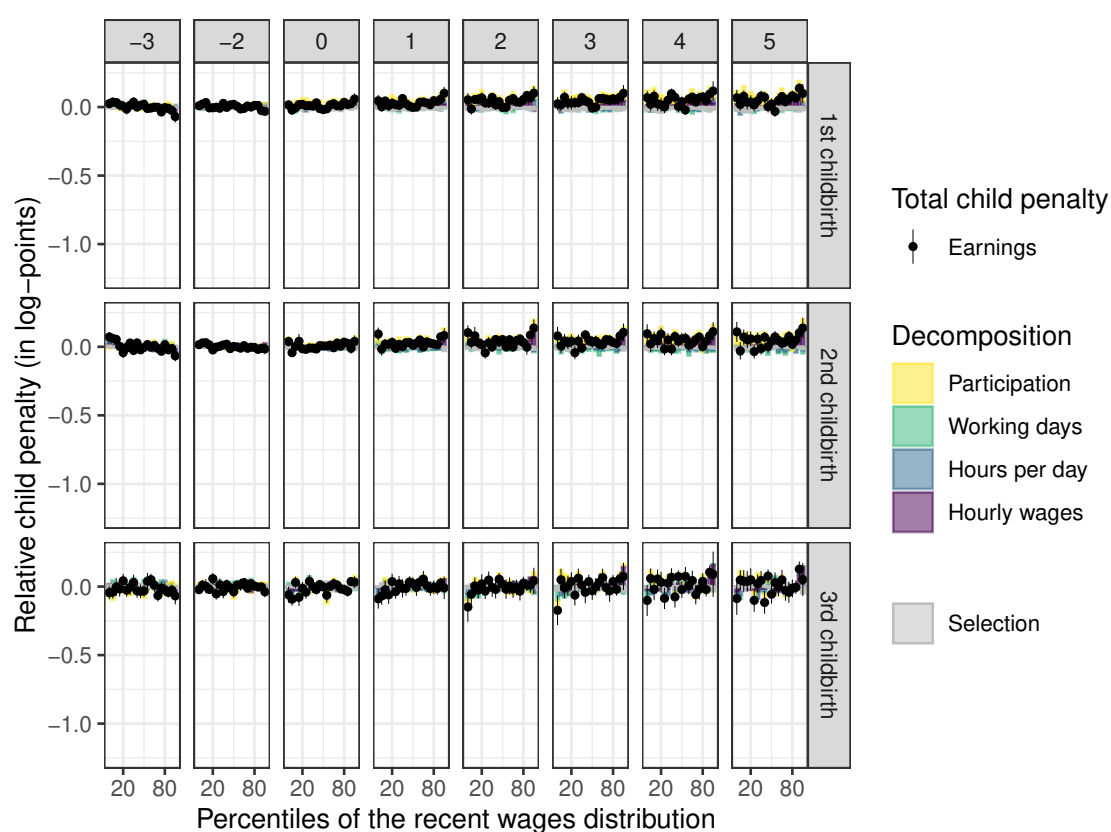 −3 −2 0 1 2 3 4 5
0.0
−0.5
−1.0
1st childbirth
0.0
−0.5
−1.0
2nd childbirth
0.0
−0.5
−1.0
3rd childbirth
20 80 20 80 20 80 20 80 20 80 20 80 20 80 20 80
Percentiles of the recent wages distribution
Relative child penalty (in log−points)
Total child penalty
Earnings
Decomposition
Participation
Working days
Hours per day
Hourly wages
Selection